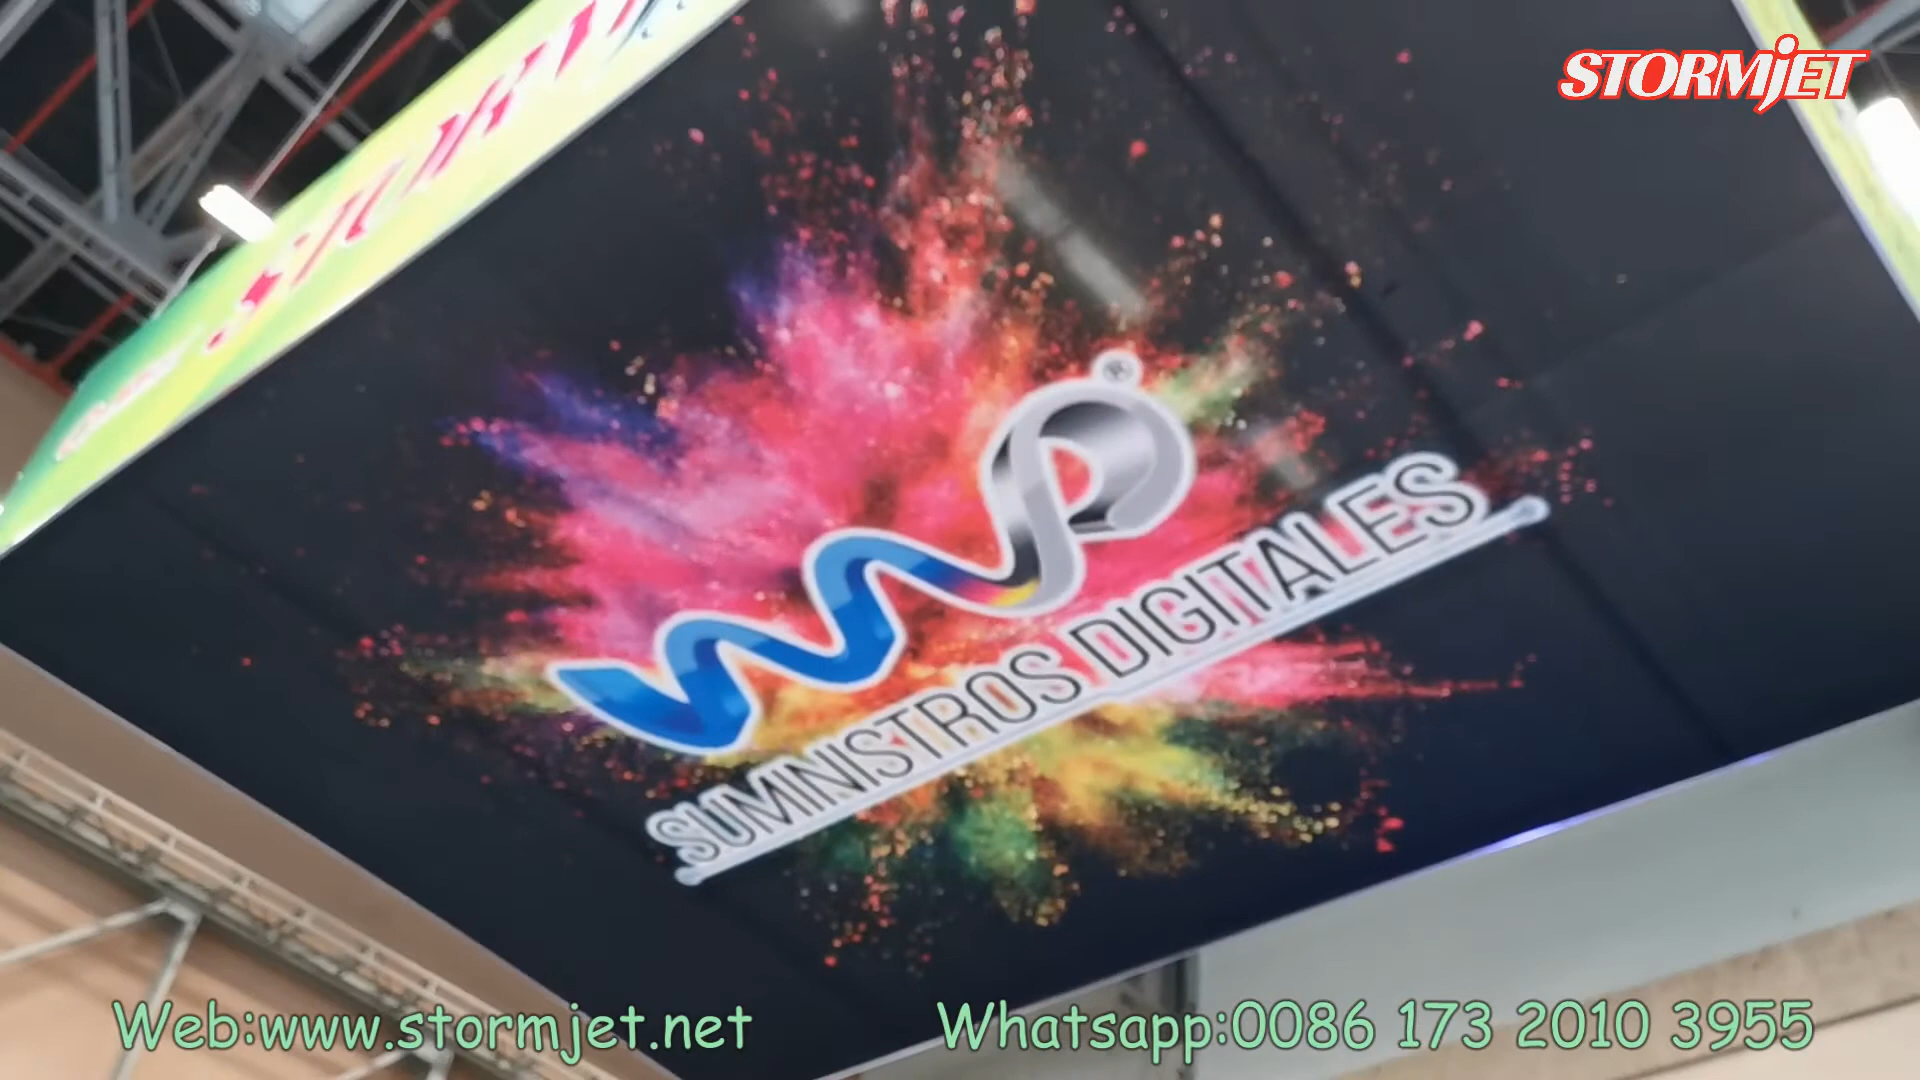 STORMjET
®
SUMINISTROS DIGITALES
Web:www.stormjet.net
Whatsapp:0086 173 2010 3955